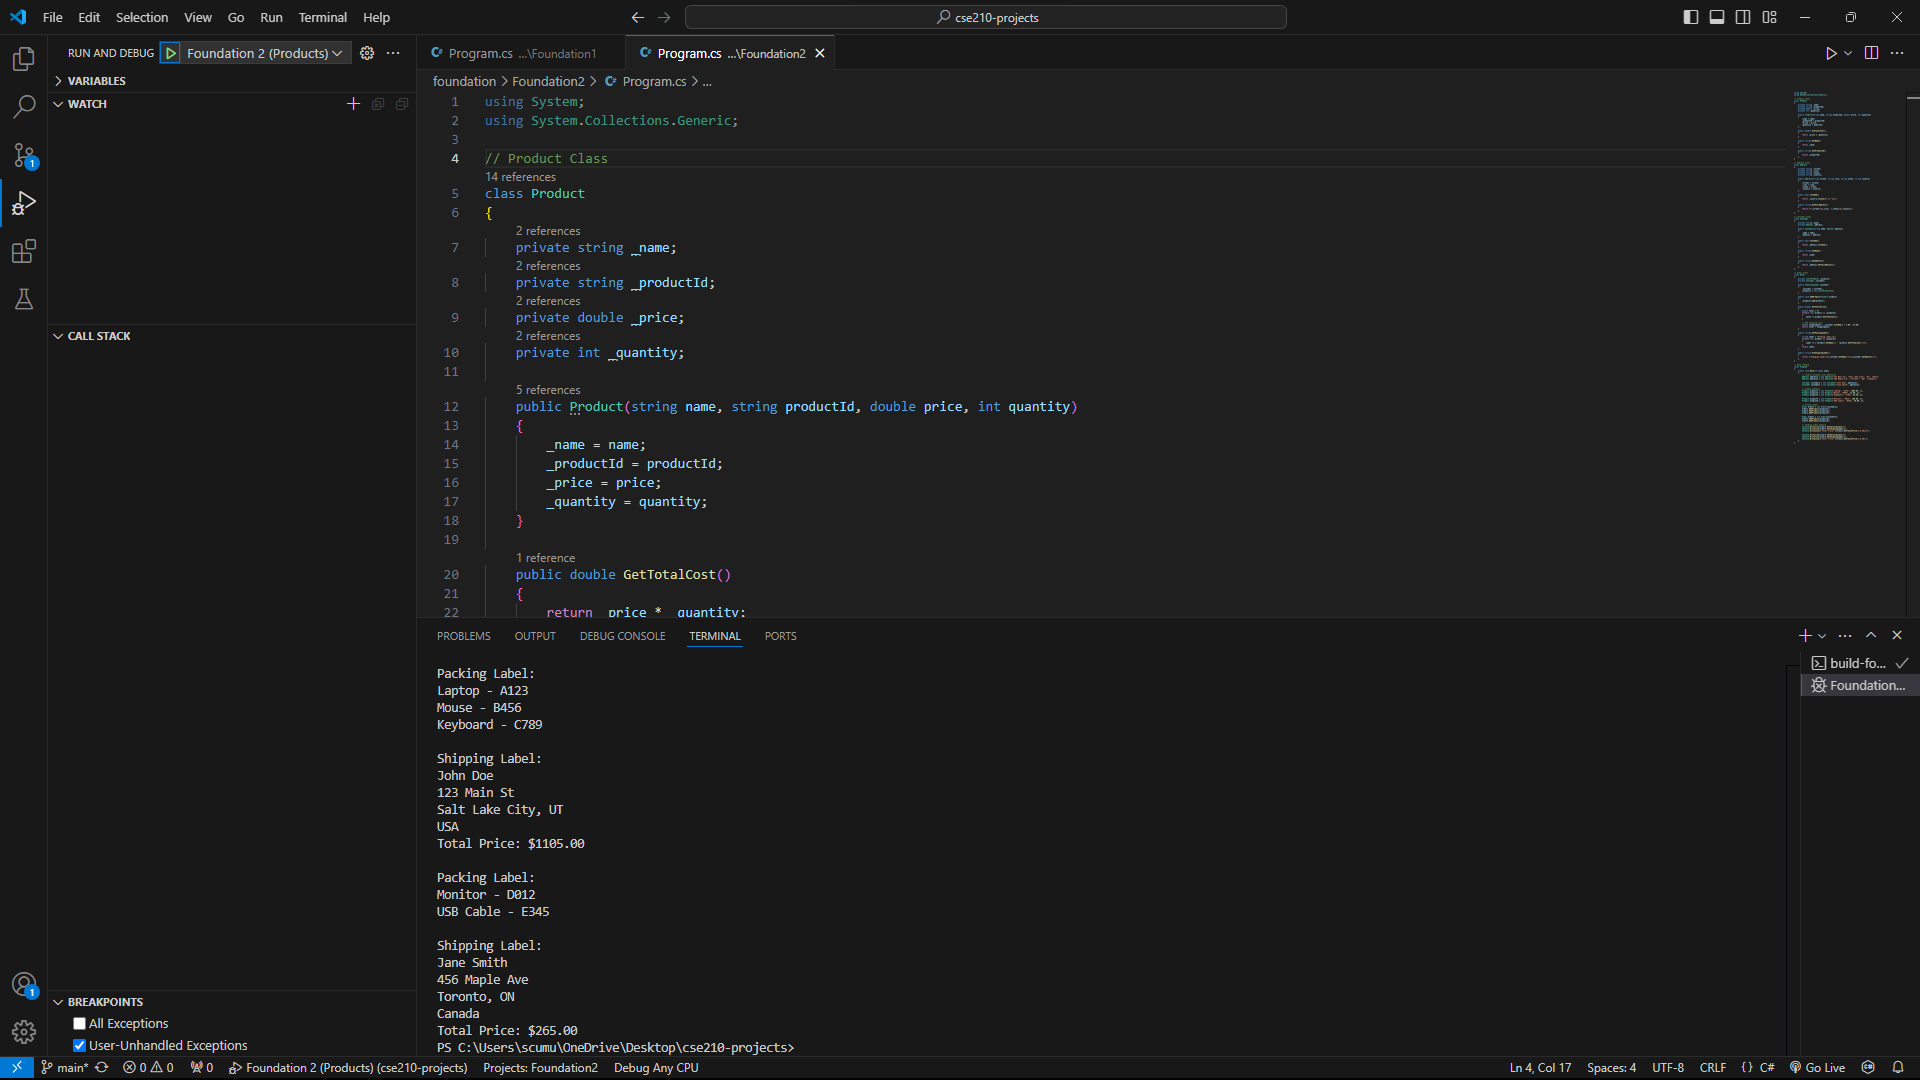 File Edit Selection View Go Run Terminal Help
cse210-projects
RUN AND DEBUG Foundation 2 (Products)
VARIABLES
WATCH
CALL STACK
BREAKPOINTS
All Exceptions
User-Unhandled Exceptions
Program.cs ...\Foundation1
Program.cs ...\Foundation2
foundation > Foundation2 > Program.cs > ...
1 using System;
2 using System.Collections.Generic;
3
4 // Product Class
14 references
5 class Product
6 {
2 references
7 private string _name;
2 references
8 private string _productId;
2 references
9 private double _price;
2 references
10 private int _quantity;
11
5 references
12 public Product(string name, string productId, double price, int quantity)
13 {
14 _name = name;
15 _productId = productId;
16 _price = price;
17 _quantity = quantity;
18 }
19
1 reference
20 public double GetTotalCost()
21 {
22 return _price * _quantity;
PROBLEMS OUTPUT DEBUG CONSOLE TERMINAL PORTS
build-fo...
Foundation...
Packing Label:
Laptop - A123
Mouse - B456
Keyboard - C789
Shipping Label:
John Doe
123 Main St
Salt Lake City, UT
USA
Total Price: $1105.00
Packing Label:
Monitor - D012
USB Cable - E345
Shipping Label:
Jane Smith
456 Maple Ave
Toronto, ON
Canada
Total Price: $265.00
PS C:\Users\scumu\OneDrive\Desktop\cse210-projects>
1
1
main* 0 0 0 Foundation 2 (Products) (cse210-projects) Projects: Foundation2 Debug Any CPU Ln 4, Col 17 Spaces: 4 UTF-8 CRLF {} C# Go Live